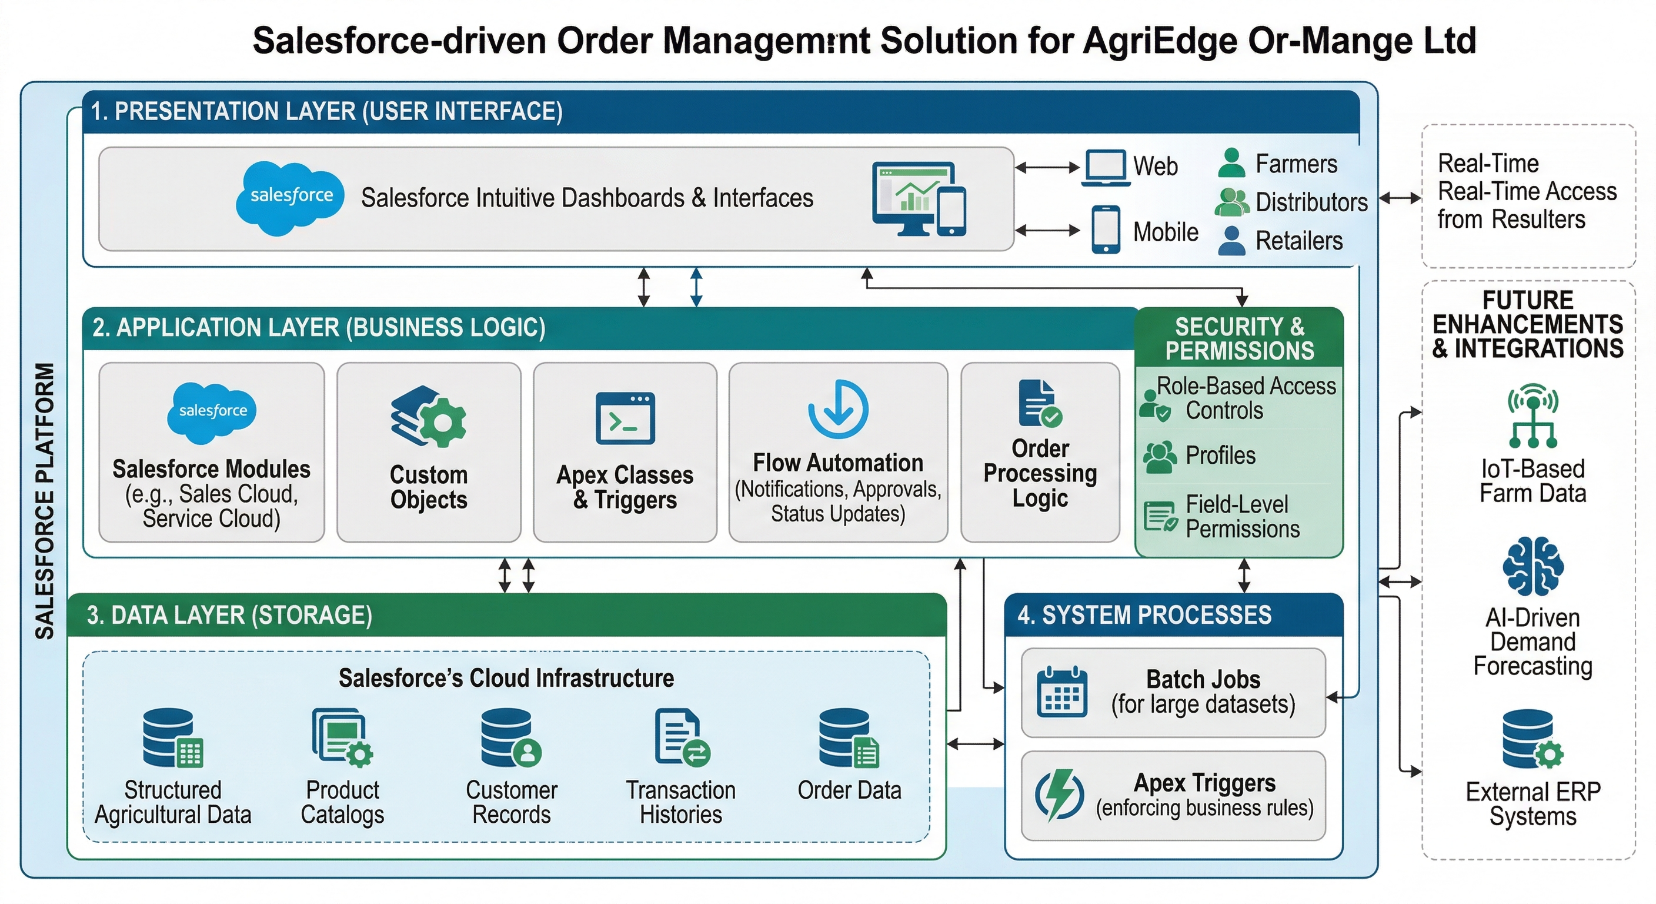 Salesforce-driven Order Managemrnt Solution for AgriEdge Or-Mange Ltd
SALESFORCE PLATFORM
1. PRESENTATION LAYER (USER INTERFACE)
salesforce
Salesforce Intuitive Dashboards & Interfaces
Web
Mobile
Farmers
Distributors
Retailers
Real-Time
Real-Time Access
from Resulters
2. APPLICATION LAYER (BUSINESS LOGIC)
salesforce
Salesforce Modules
(e.g., Sales Cloud,
Service Cloud)
Custom
Objects
Apex Classes
& Triggers
Flow Automation
(Notifications, Approvals,
Status Updates)
Order
Processing
Logic
SECURITY &
PERMISSIONS
Role-Based Access
Controls
Profiles
Field-Level
Permissions
FUTURE
ENHANCEMENTS
& INTEGRATIONS
IoT-Based
Farm Data
AI-Driven
Demand
Forecasting
External ERP
Systems
3. DATA LAYER (STORAGE)
Salesforce's Cloud Infrastructure
Structured
Agricultural Data
Product
Catalogs
Customer
Records
Transaction
Histories
Order Data
4. SYSTEM PROCESSES
Batch Jobs
(for large datasets)
Apex Triggers
(enforcing business rules)